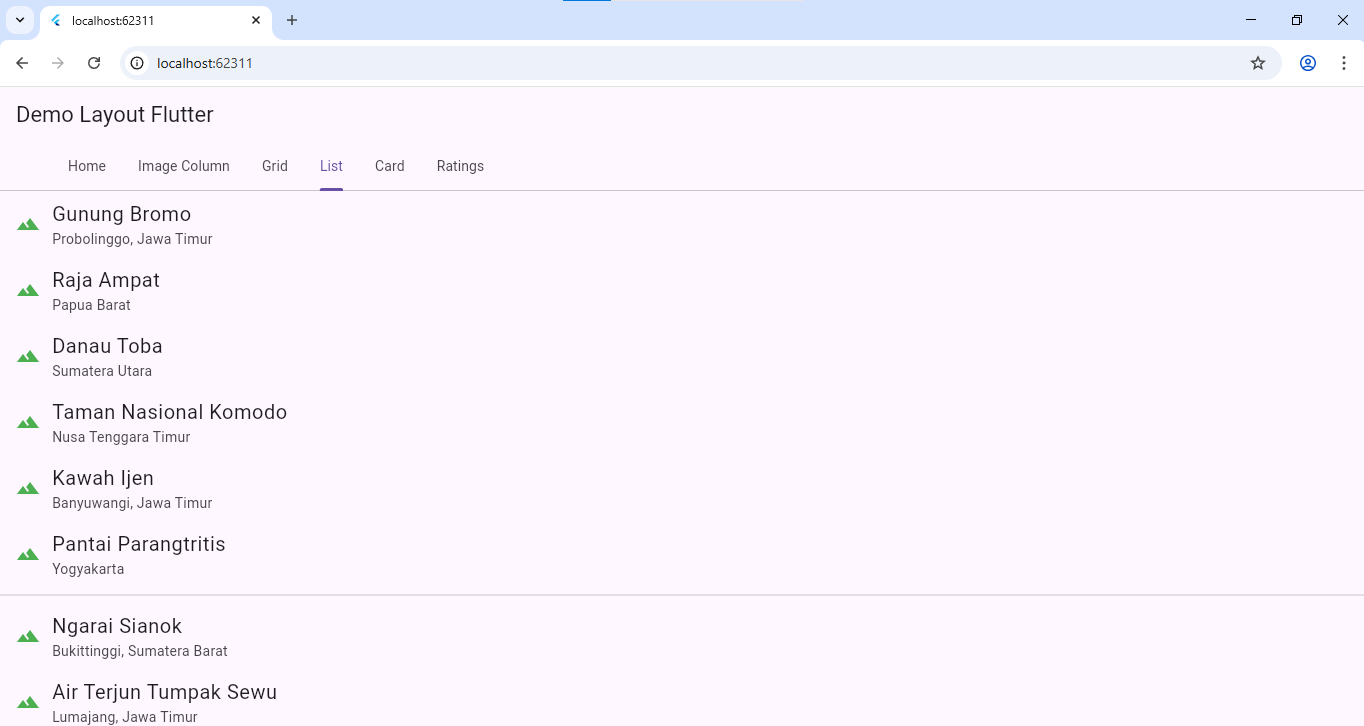 localhost:62311
localhost:62311
Demo Layout Flutter
Home Image Column Grid List Card Ratings
Gunung Bromo
Probolinggo, Jawa Timur
Raja Ampat
Papua Barat
Danau Toba
Sumatera Utara
Taman Nasional Komodo
Nusa Tenggara Timur
Kawah Ijen
Banyuwangi, Jawa Timur
Pantai Parangtritis
Yogyakarta
Ngarai Sianok
Bukittinggi, Sumatera Barat
Air Terjun Tumpak Sewu
Lumajang, Jawa Timur